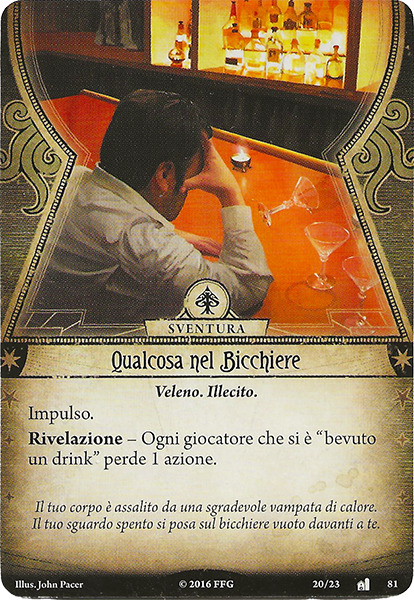 SVENTURA
Qualcosa nel Bicchiere
Veleno. Illecito.
Impulso.
Rivelazione – Ogni giocatore che si è “bevuto
un drink” perde 1 azione.
Il tuo corpo è assalito da una sgradevole vampata di calore.
Il tuo sguardo spento si posa sul bicchiere vuoto davanti a te.
Illus. John Pacer © 2016 FFG 20/23 81